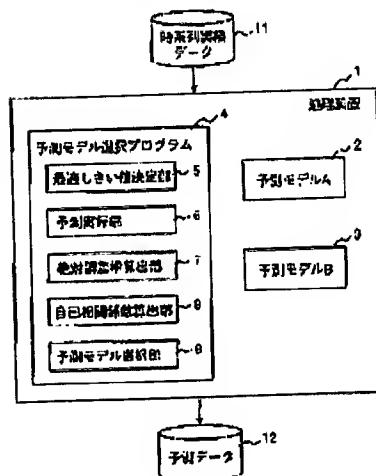 時系列実績
データ
11
1
処理装置
4
予測モデル選択プログラム
最適しきい値決定部
5
予測実行部
6
絶対誤差率算出部
7
自己相関係数算出部
8
予測モデル選択部
9
2
予測モデルA
3
予測モデルB
予測データ
12